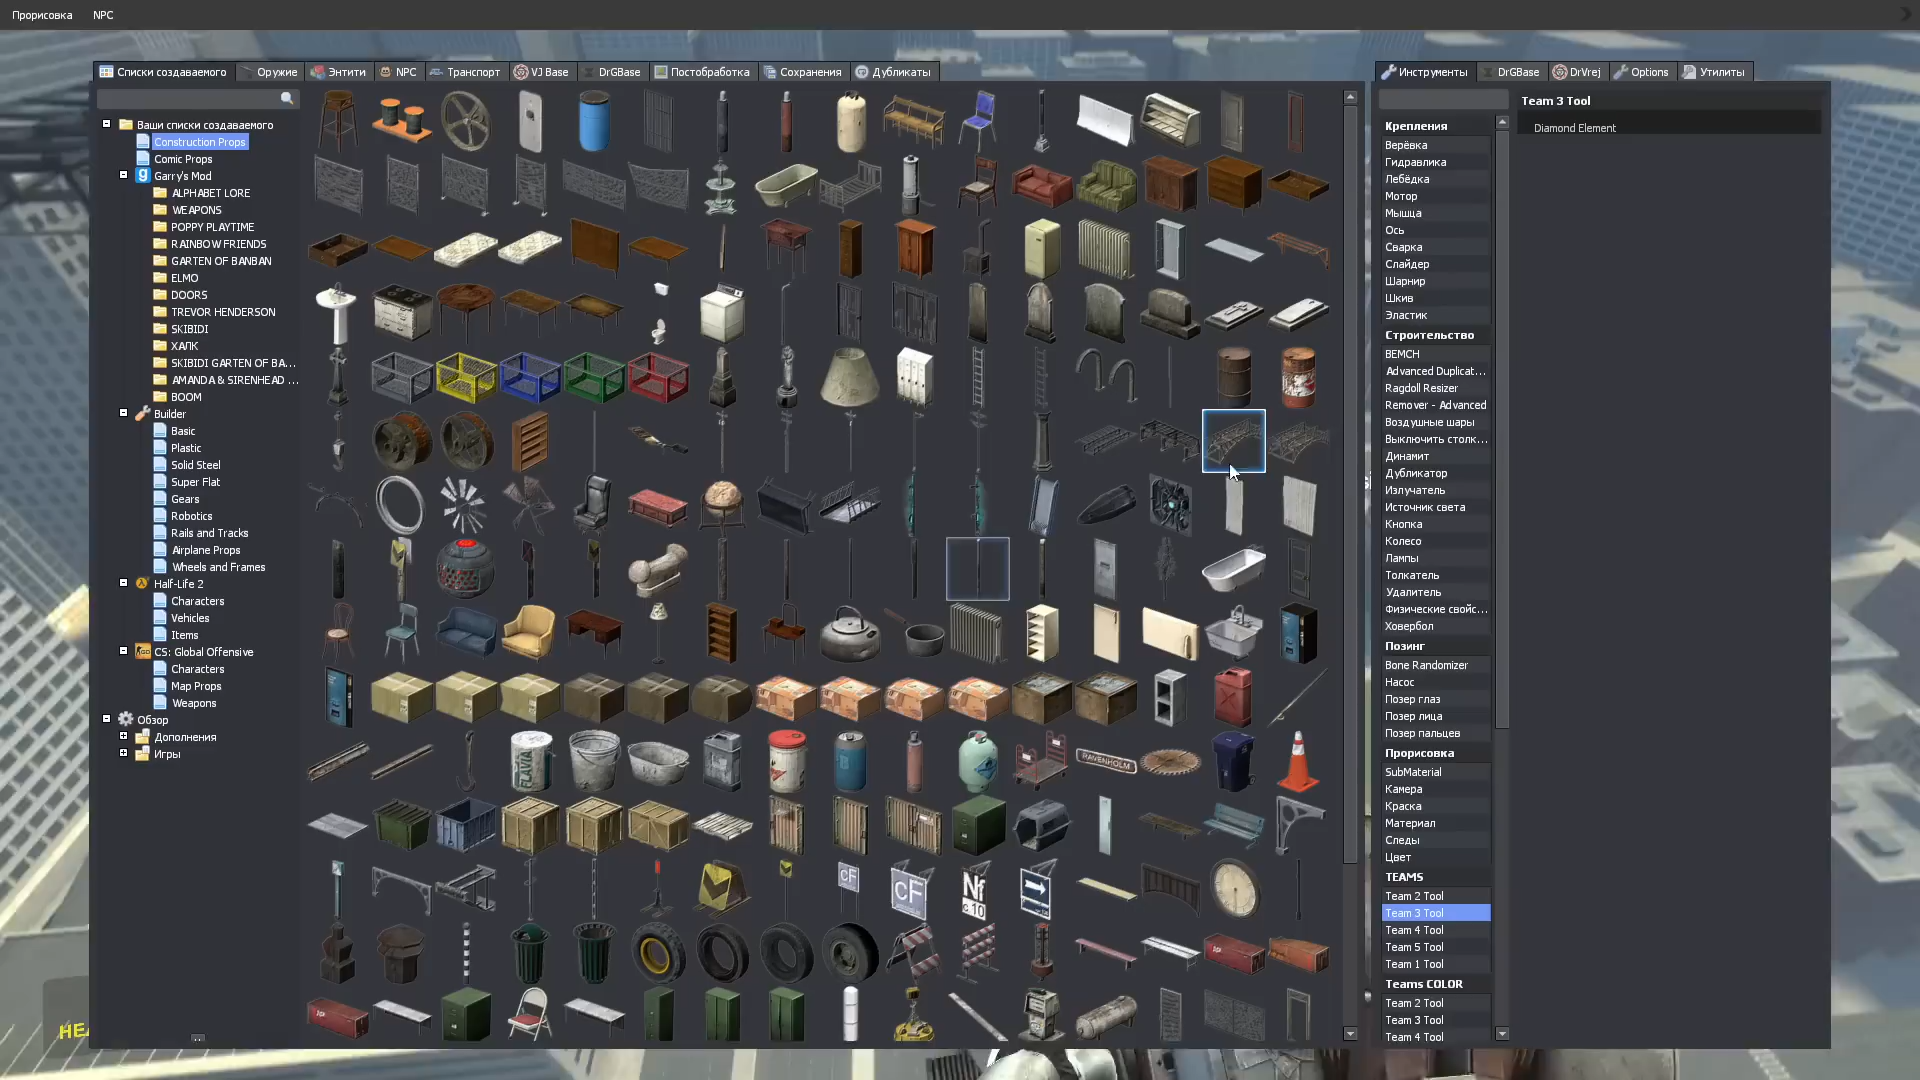 Прорисовка NPC
Списки создаваемого Оружие Энтити NPC Транспорт VJ Base DrGBase Постобработка Сохранения Дубликаты
Ваши списки создаваемого
Construction Props
Comic Props
Garry's Mod
ALPHABET LORE
WEAPONS
POPPY PLAYTIME
RAINBOW FRIENDS
GARTEN OF BANBAN
ELMO
DOORS
TREVOR HENDERSON
SKIBIDI
ХАЛК
SKIBIDI GARTEN OF BA...
AMANDA & SIRENHEAD ...
BOOM
Builder
Basic
Plastic
Solid Steel
Super Flat
Gears
Robotics
Rails and Tracks
Airplane Props
Wheels and Frames
Half-Life 2
Characters
Vehicles
Items
CS: Global Offensive
Characters
Map Props
Weapons
Обзор
Дополнения
Игры
RAVENHOLM
cF
cF
Nf
c 10
HE
Инструменты DrGBase DrVrej Options Утилиты
Крепления
Верёвка
Гидравлика
Лебёдка
Мотор
Мышца
Ось
Сварка
Слайдер
Шарнир
Шкив
Эластик
Строительство
BEMCH
Advanced Duplicat...
Ragdoll Resizer
Remover - Advanced
Воздушные шары
Выключить столк...
Динамит
Дубликатор
Излучатель
Источник света
Кнопка
Колесо
Лампы
Толкатель
Удалитель
Физические свойс...
Ховербол
Позинг
Bone Randomizer
Насос
Позер глаз
Позер лица
Позер пальцев
Прорисовка
SubMaterial
Камера
Краска
Материал
Следы
Цвет
TEAMS
Team 2 Tool
Team 3 Tool
Team 4 Tool
Team 5 Tool
Team 1 Tool
Teams COLOR
Team 2 Tool
Team 3 Tool
Team 4 Tool
Team 3 Tool
Diamond Element